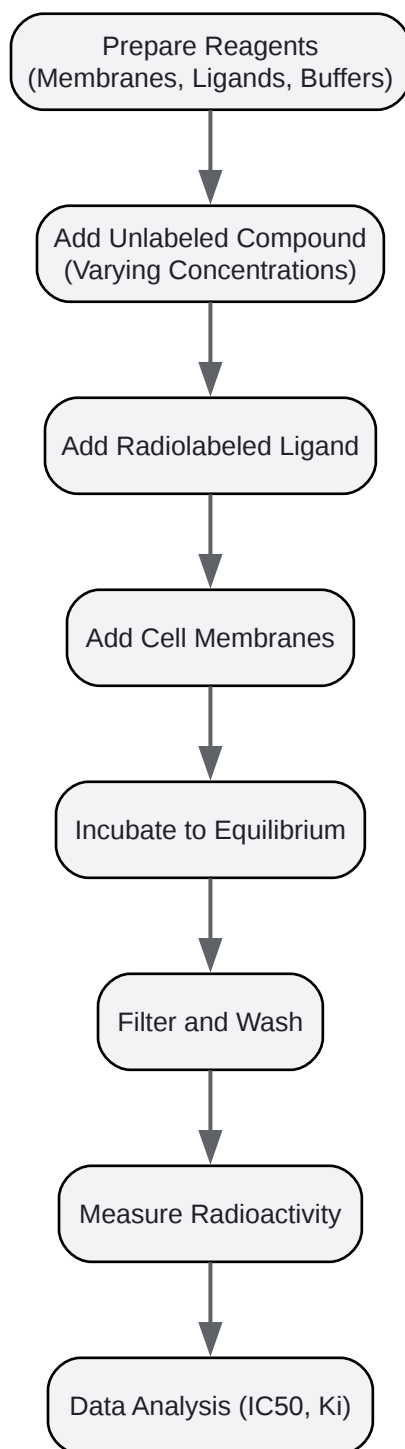 Prepare Reagents
(Membranes, Ligands, Buffers)
Add Unlabeled Compound
(Varying Concentrations)
Add Radiolabeled Ligand
Add Cell Membranes
Incubate to Equilibrium
Filter and Wash
Measure Radioactivity
Data Analysis (IC50, Ki)